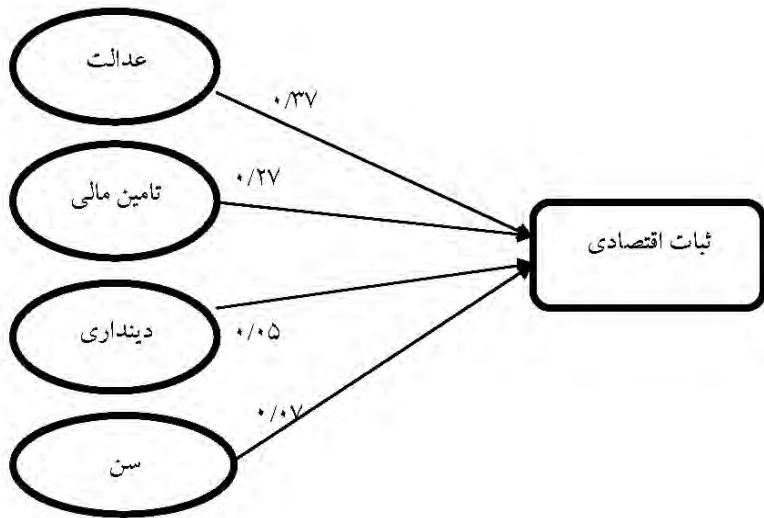 عدالت
۰/۳۷
تامین مالی
۰/۲۷
ثبات اقتصادی
دینداری
۰/۰۵
۰/۰۷
سن